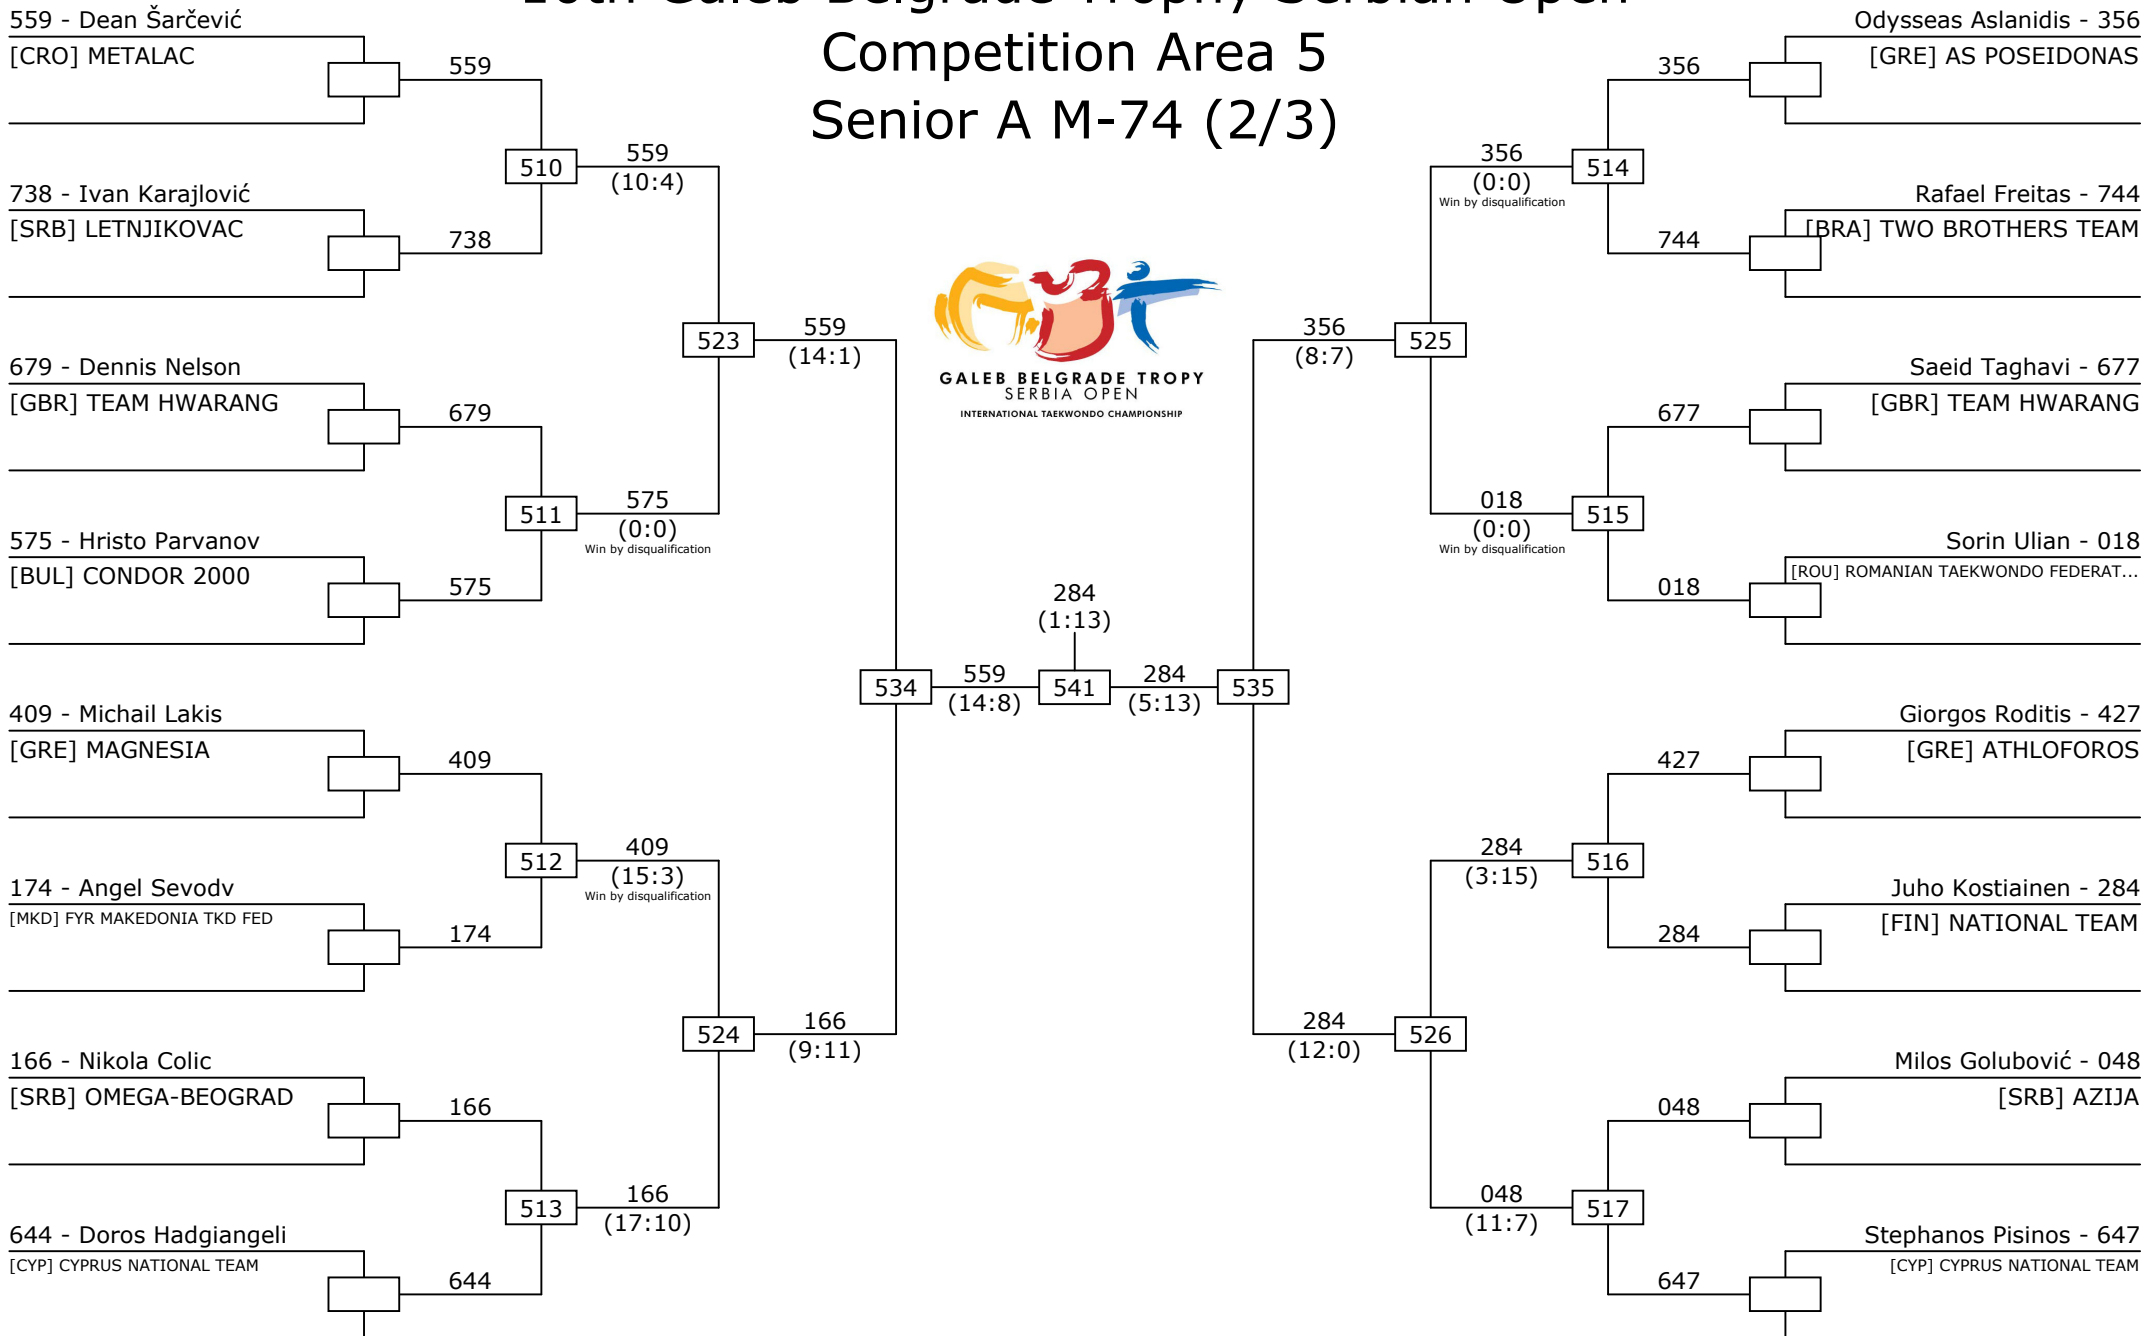 10th Galeb Belgrade Trophy Serbian Open
Competition Area 5
Senior A M-74 (2/3)
559 - Dean Šarčević
[CRO] METALAC
559
738 - Ivan Karajlović
[SRB] LETNJIKOVAC
738
510
559
(10:4)
679 - Dennis Nelson
[GBR] TEAM HWARANG
679
575 - Hristo Parvanov
[BUL] CONDOR 2000
575
511
575
(0:0)
Win by disqualification
523
559
(14:1)
409 - Michail Lakis
[GRE] MAGNESIA
409
174 - Angel Sevodv
[MKD] FYR MAKEDONIA TKD FED
174
512
409
(15:3)
Win by disqualification
166 - Nikola Colic
[SRB] OMEGA-BEOGRAD
166
644 - Doros Hadgiangeli
[CYP] CYPRUS NATIONAL TEAM
644
513
166
(17:10)
524
166
(9:11)
534
559
(14:8)
GALEB BELGRADE TROPY
SERBIA OPEN
INTERNATIONAL TAEKWONDO CHAMPIONSHIP
284
(1:13)
541
284
(5:13)
535
Odysseas Aslanidis - 356
[GRE] AS POSEIDONAS
356
Rafael Freitas - 744
[BRA] TWO BROTHERS TEAM
744
514
356
(0:0)
Win by disqualification
Saeid Taghavi - 677
[GBR] TEAM HWARANG
677
Sorin Ulian - 018
[ROU] ROMANIAN TAEKWONDO FEDERAT...
018
515
018
(0:0)
Win by disqualification
525
356
(8:7)
Giorgos Roditis - 427
[GRE] ATHLOFOROS
427
Juho Kostiainen - 284
[FIN] NATIONAL TEAM
284
516
284
(3:15)
Milos Golubović - 048
[SRB] AZIJA
048
Stephanos Pisinos - 647
[CYP] CYPRUS NATIONAL TEAM
647
517
048
(11:7)
526
284
(12:0)